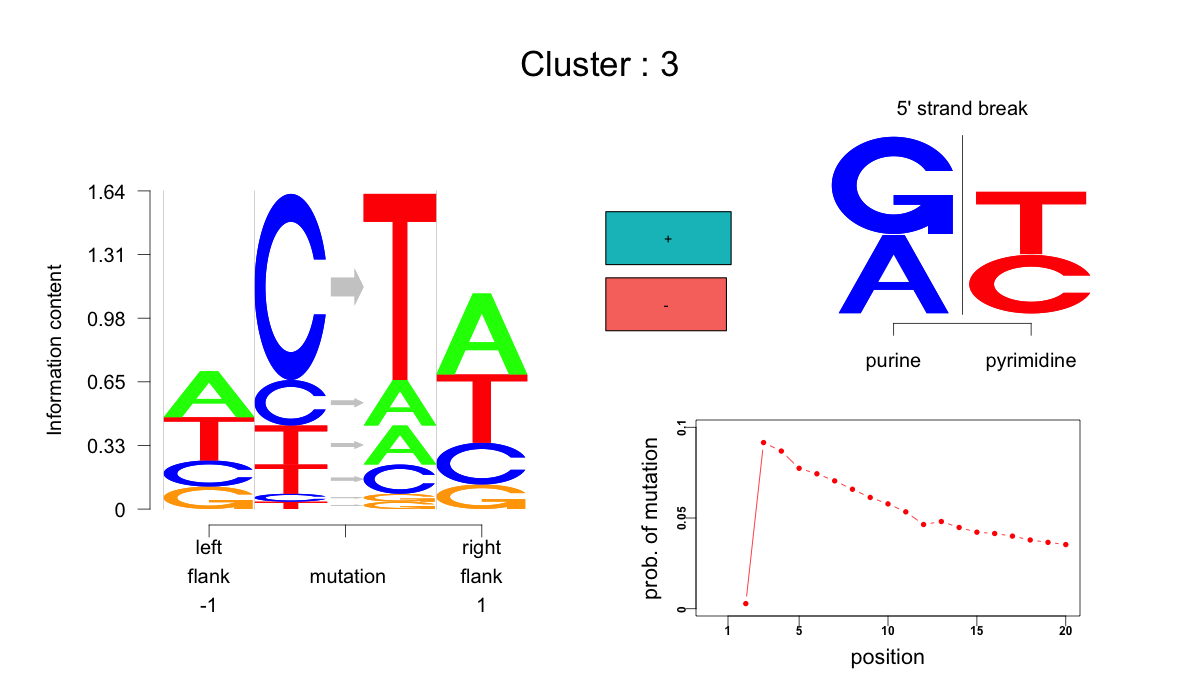 Cluster : 3
5' strand break
Information content
1.64
1.31
0.98
0.65
0.33
0
A
T
C
G
C
C
T
T
C
T
T
A
A
C
G
G
A
T
C
G
left
flank
-1
mutation
right
flank
1
+
-
G
A
T
C
purine
pyrimidine
prob. of mutation
0.1
0.05
0
1
5
10
15
20
position